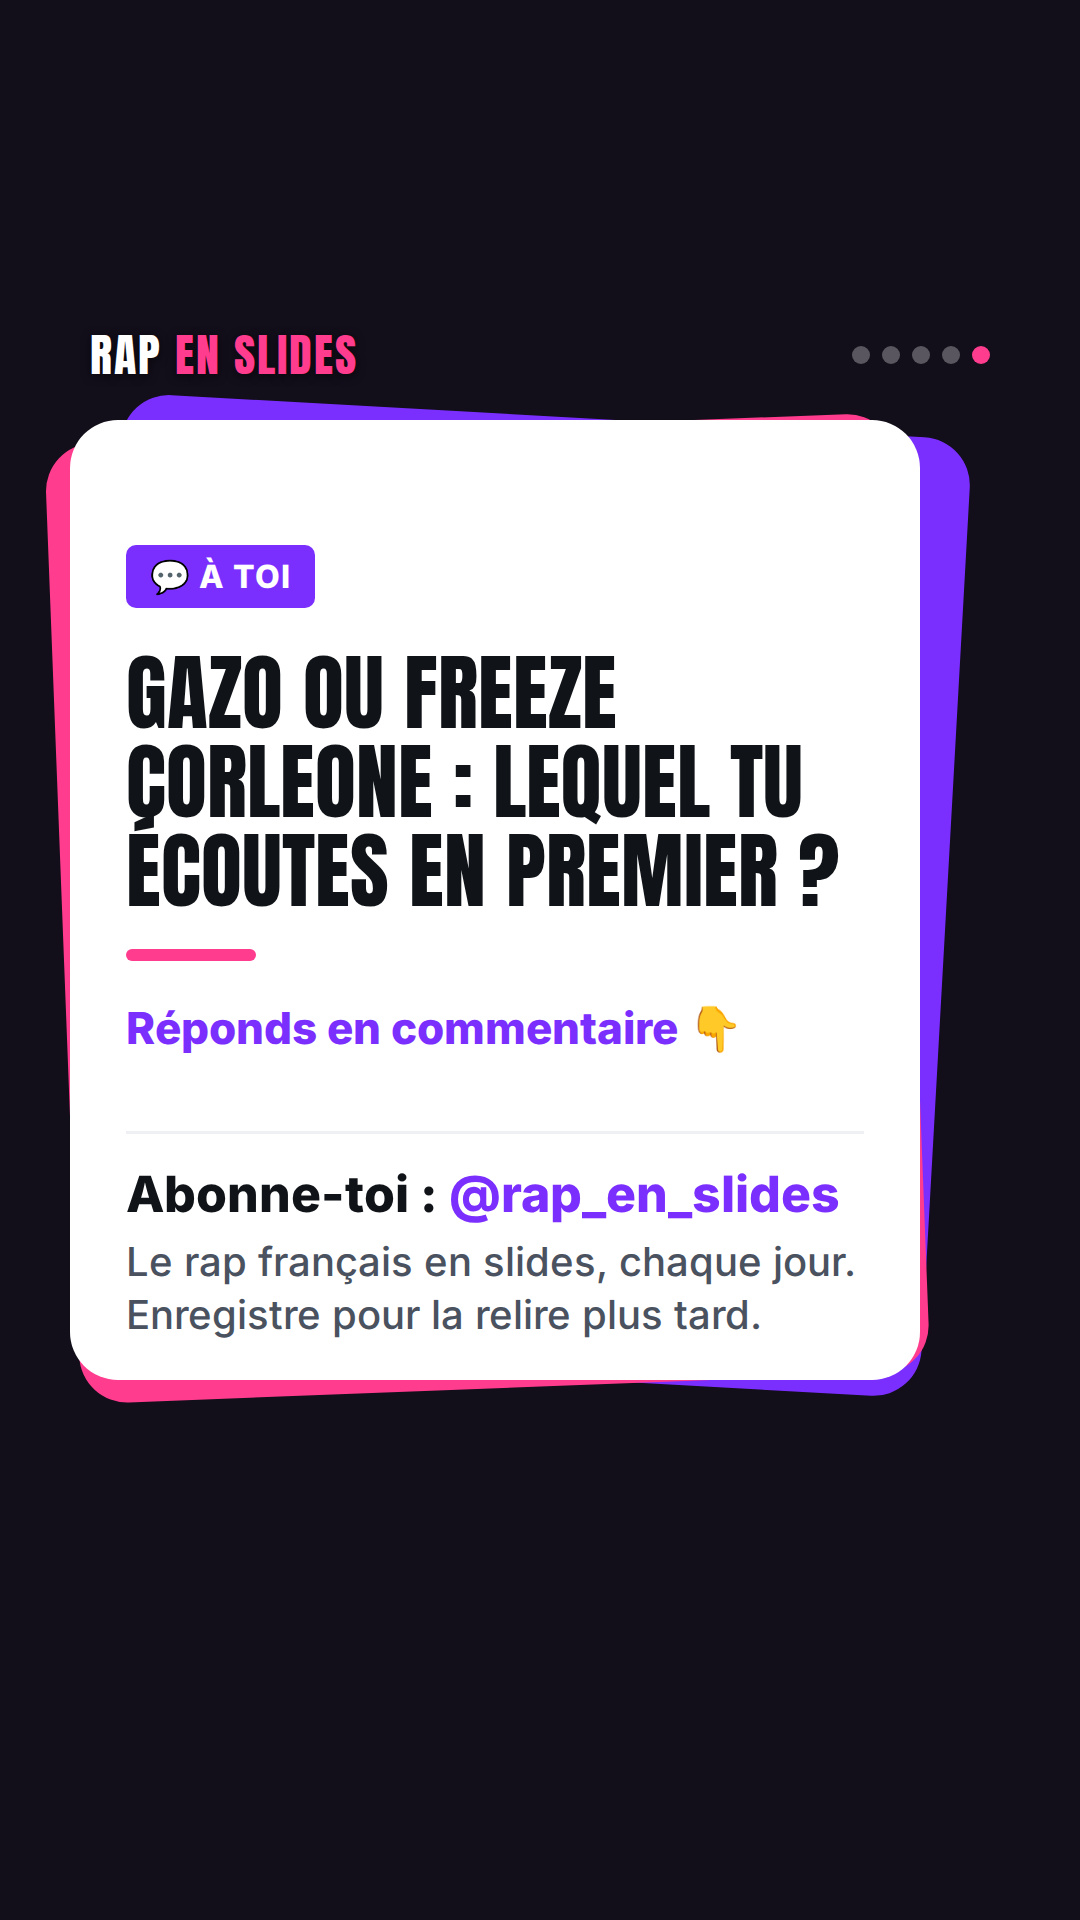 RAP EN SLIDES
💬 À TOI
GAZO OU FREEZE
CORLEONE : LEQUEL TU
ÉCOUTES EN PREMIER ?
Réponds en commentaire 👇
Abonne-toi : @rap_en_slides
Le rap français en slides, chaque jour.
Enregistre pour la relire plus tard.